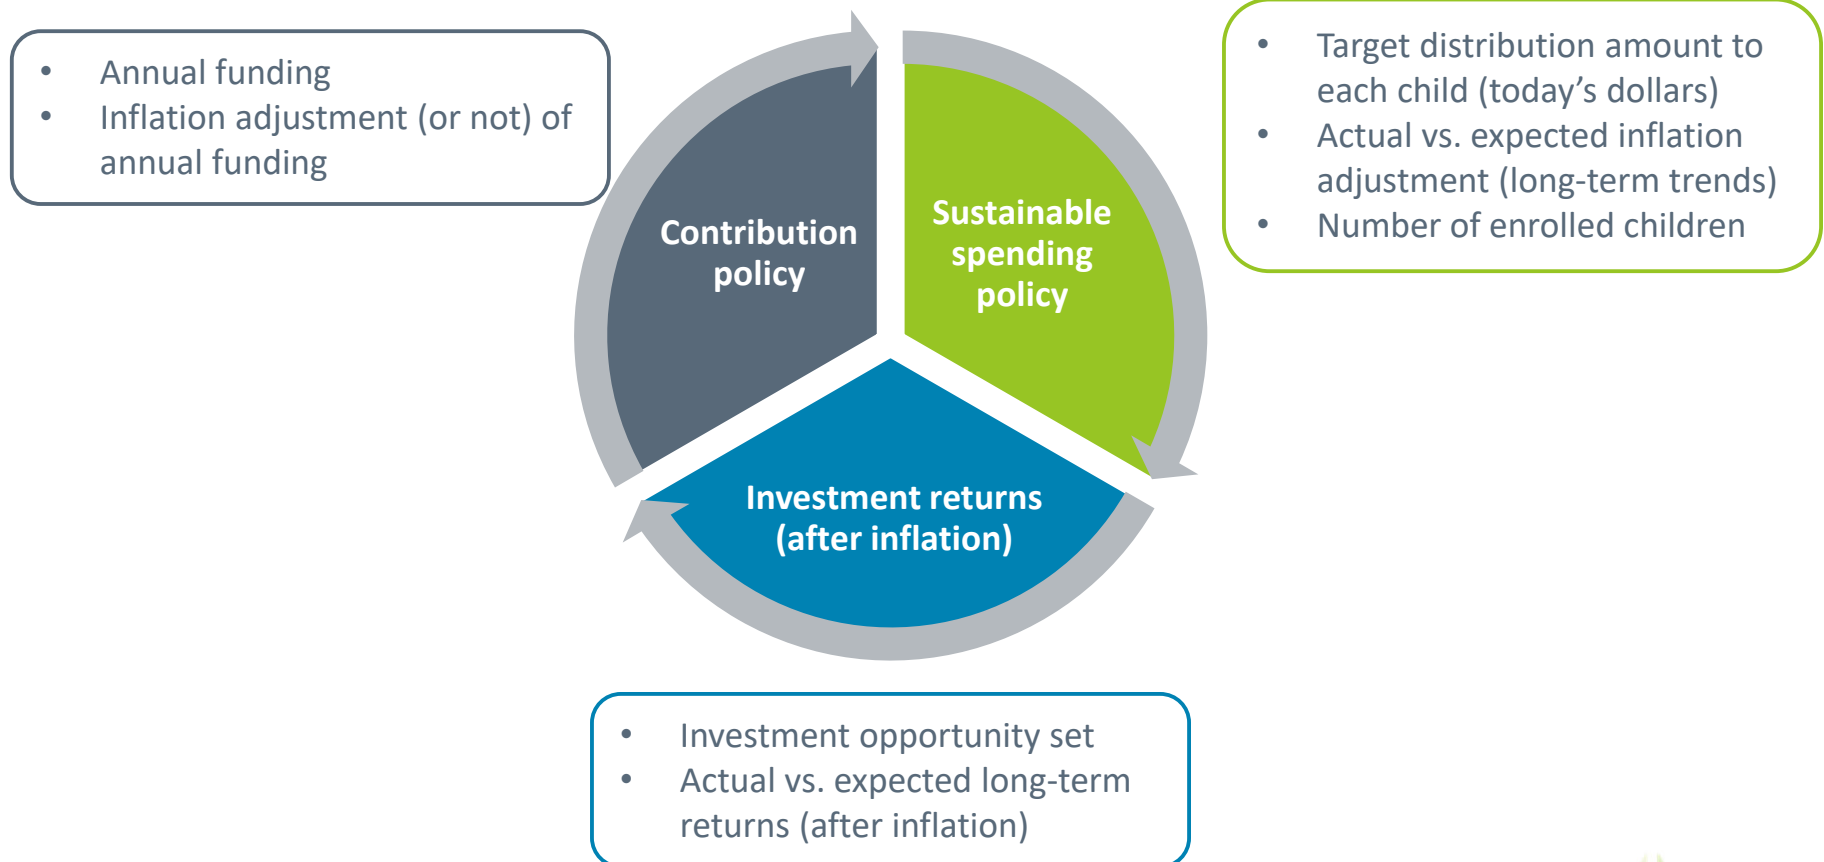 • Annual funding
• Inflation adjustment (or not) of
annual funding
• Target distribution amount to
each child (today’s dollars)
• Actual vs. expected inflation
adjustment (long-term trends)
• Number of enrolled children
Contribution
policy
Sustainable
spending
policy
Investment returns
(after inflation)
• Investment opportunity set
• Actual vs. expected long-term
returns (after inflation)